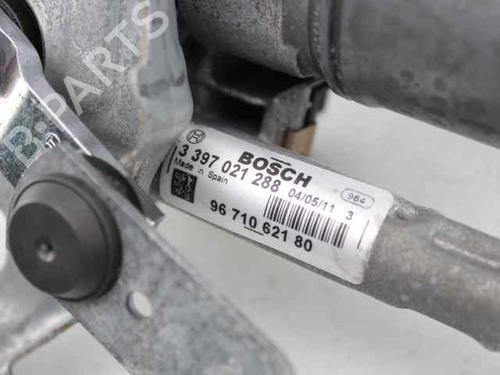 BOSCH
3 397 021 288 04/05/11 3
Made in Spain
964
96 710 621 80
B-PARTS